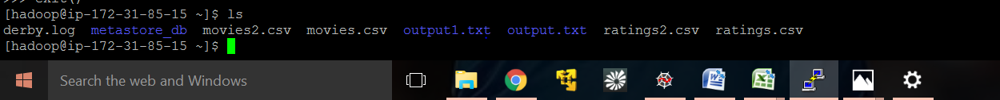 >>> exit()
[hadoop@ip-172-31-85-15 ~]$ ls
derby.log  metastore_db  movies2.csv  movies.csv  output1.txt  output.txt  ratings2.csv  ratings.csv
[hadoop@ip-172-31-85-15 ~]$
Search the web and Windows